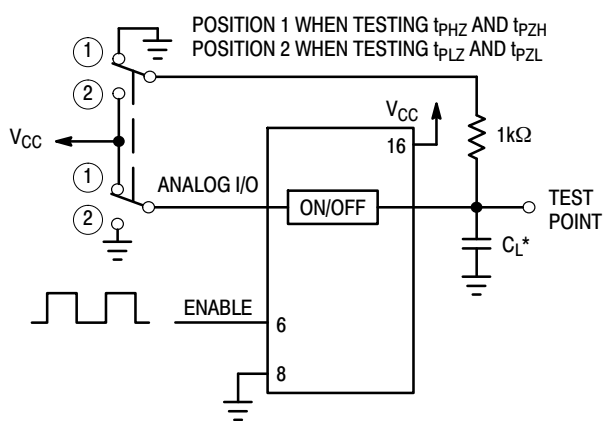 POSITION 1 WHEN TESTING tPHZ AND tPZH
POSITION 2 WHEN TESTING tPLZ AND tPZL
1
2
VCC
1
2
VCC
16
1kΩ
ANALOG I/O
ON/OFF
TEST
POINT
CL*
ENABLE
6
8